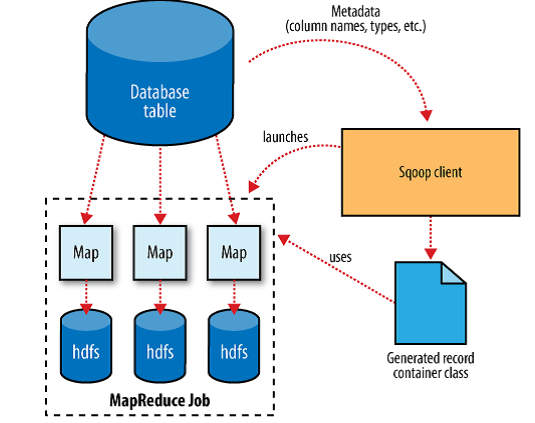 Metadata
(column names, types, etc.)
Database
table
launches
Sqoop client
Map
Map
Map
uses
hdfs
hdfs
hdfs
Generated record
container class
MapReduce Job